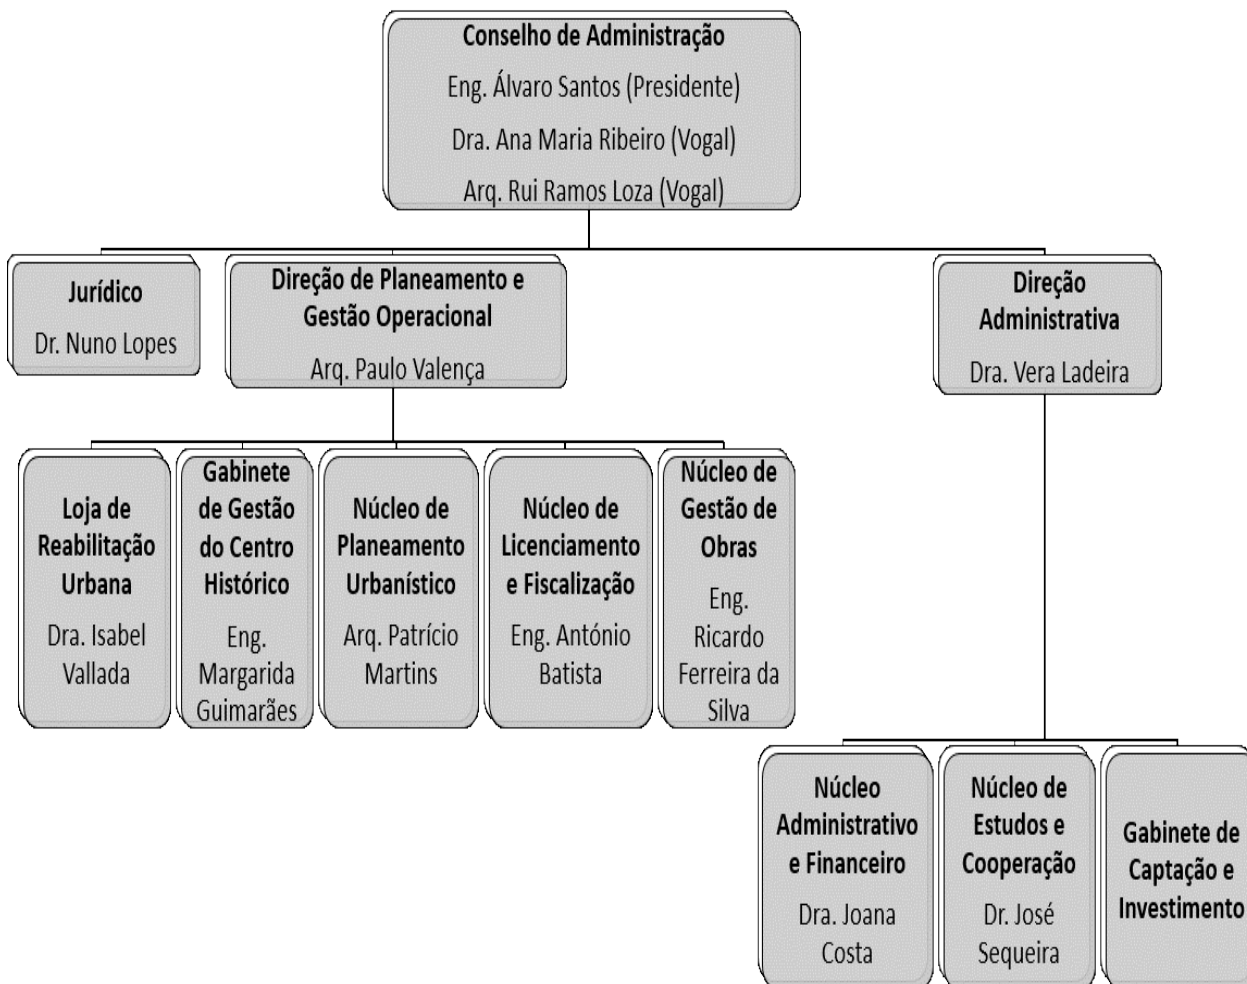 Conselho de Administração
Eng. Álvaro Santos (Presidente)
Dra. Ana Maria Ribeiro (Vogal)
Arq. Rui Ramos Loza (Vogal)
Jurídico
Dr. Nuno Lopes
Direção de Planeamento e
Gestão Operacional
Arq. Paulo Valença
Direção
Administrativa
Dra. Vera Ladeira
Loja de
Reabilitação
Urbana
Dra. Isabel
Vallada
Gabinete
de Gestão
do Centro
Histórico
Eng.
Margarida
Guimarães
Núcleo de
Planeamento
Urbanístico
Arq. Patrício
Martins
Núcleo de
Licenciamento
e Fiscalização
Eng. António
Batista
Núcleo de
Gestão de
Obras
Eng.
Ricardo
Ferreira da
Silva
Núcleo
Administrativo
e Financeiro
Dra. Joana
Costa
Núcleo de
Estudos e
Cooperação
Dr. José
Sequeira
Gabinete de
Captação e
Investimento